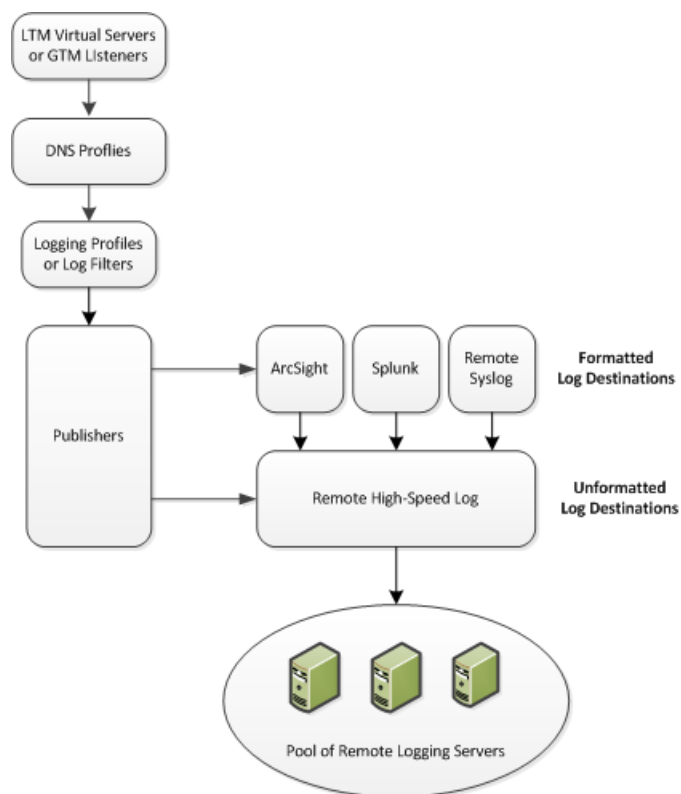 LTM Virtual Servers
or GTM LIsteners
DNS Proflies
Logging Profiles
or Log Filters
Publishers
ArcSight
Splunk
Remote
Syslog
Formatted
Log Destinations
Remote High-Speed Log
Unformatted
Log Destinations
Pool of Remote Logging Servers